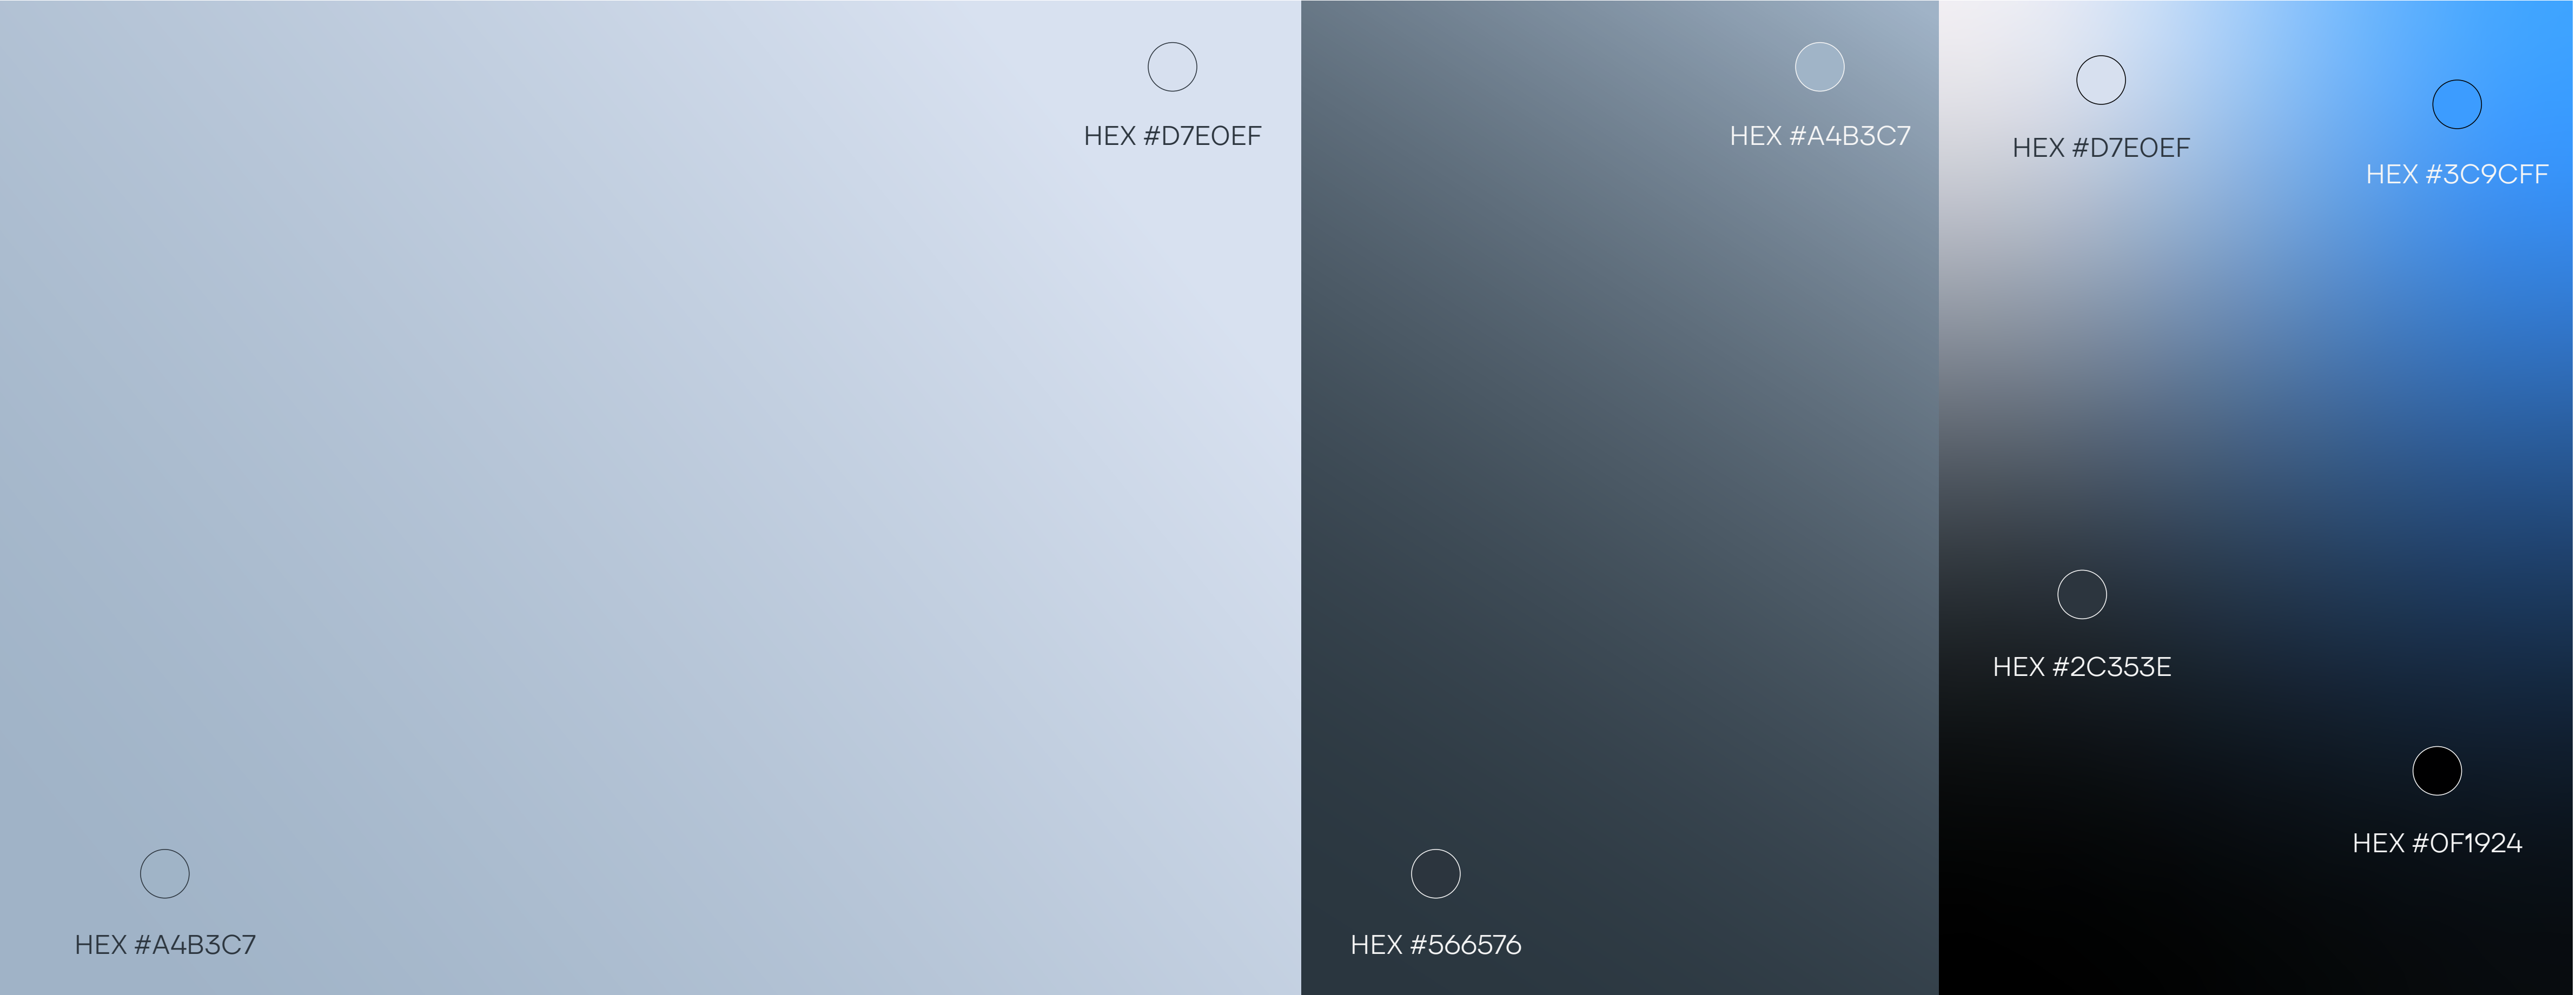 HEX #D7E0EF
HEX #A4B3C7
HEX #A4B3C7
HEX #566576
HEX #D7E0EF
HEX #3C9CFF
HEX #2C353E
HEX #0F1924